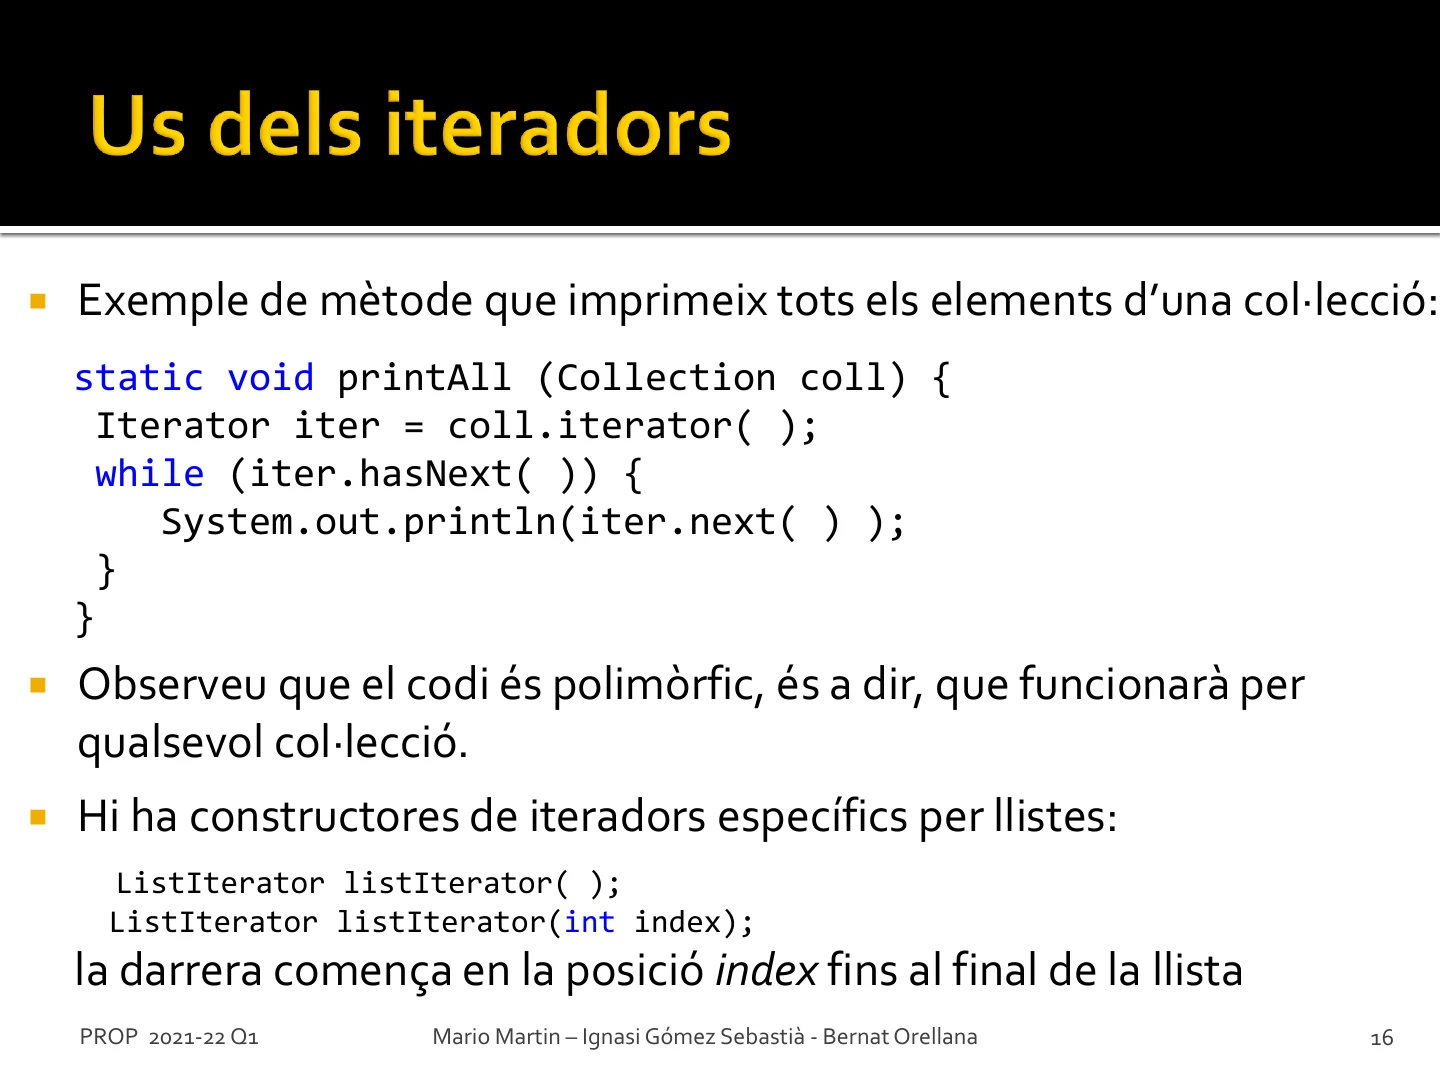 Us dels iteradors
Exemple de mètode que imprimeix tots els elements d’una col·lecció:
static void printAll (Collection coll) {
Iterator iter = coll.iterator( );
while (iter.hasNext( )) {
System.out.println(iter.next( ) );
}
}
Observeu que el codi és polimòrfic, és a dir, que funcionarà per
qualsevol col·lecció.
Hi ha constructores de iteradors específics per llistes:
ListIterator listIterator( );
ListIterator listIterator(int index);
la darrera comença en la posició index fins al final de la llista
PROP 2021-22 Q1 Mario Martin – Ignasi Gómez Sebastià - Bernat Orellana 16